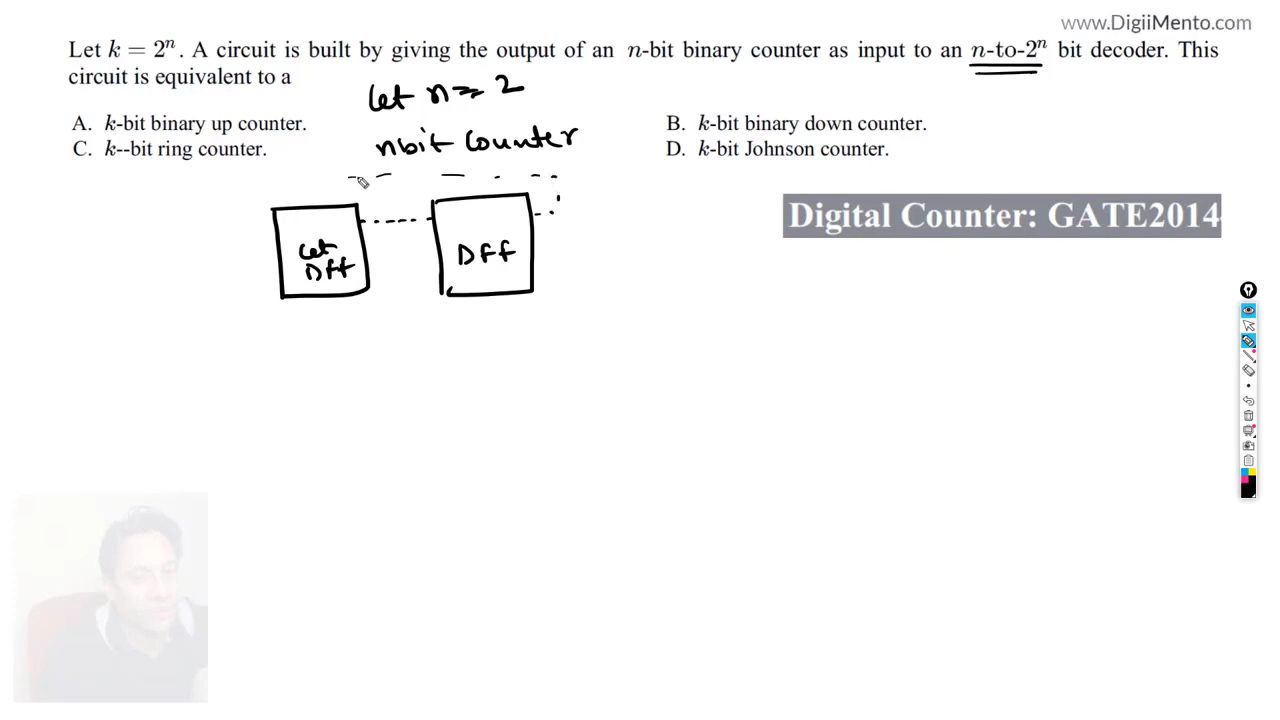 www.DigiiMento.com
Let k = 2ⁿ. A circuit is built by giving the output of an n-bit binary counter as input to an n-to-2ⁿ bit decoder. This
circuit is equivalent to a
let n = 2
A. k-bit binary up counter.
B. k-bit binary down counter.
nbit counter
C. k--bit ring counter.
D. k-bit Johnson counter.
Digital Counter: GATE2014
Let
Dff
Dff